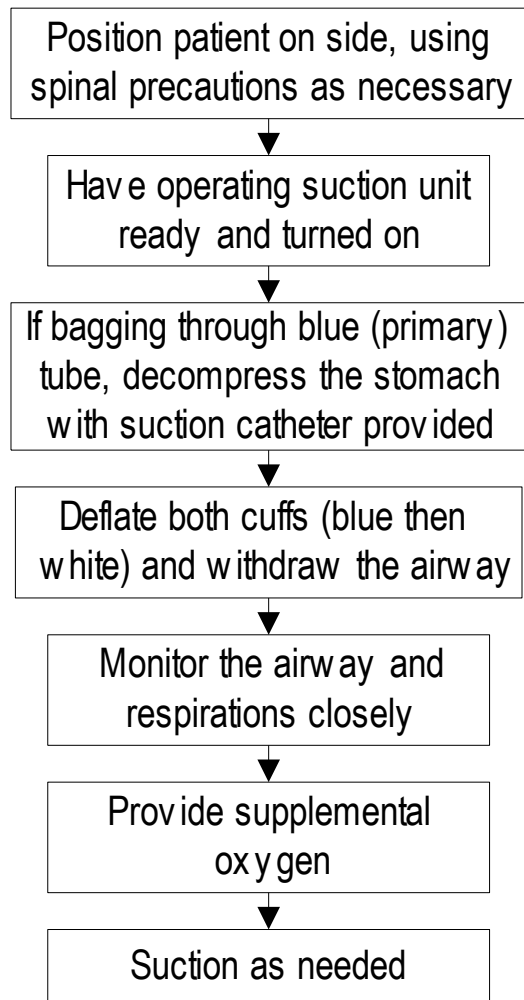 Position patient on side, using
spinal precautions as necessary
Have operating suction unit
ready and turned on
If bagging through blue (primary)
tube, decompress the stomach
with suction catheter provided
Deflate both cuffs (blue then
white) and withdraw the airway
Monitor the airway and
respirations closely
Provide supplemental
oxygen
Suction as needed